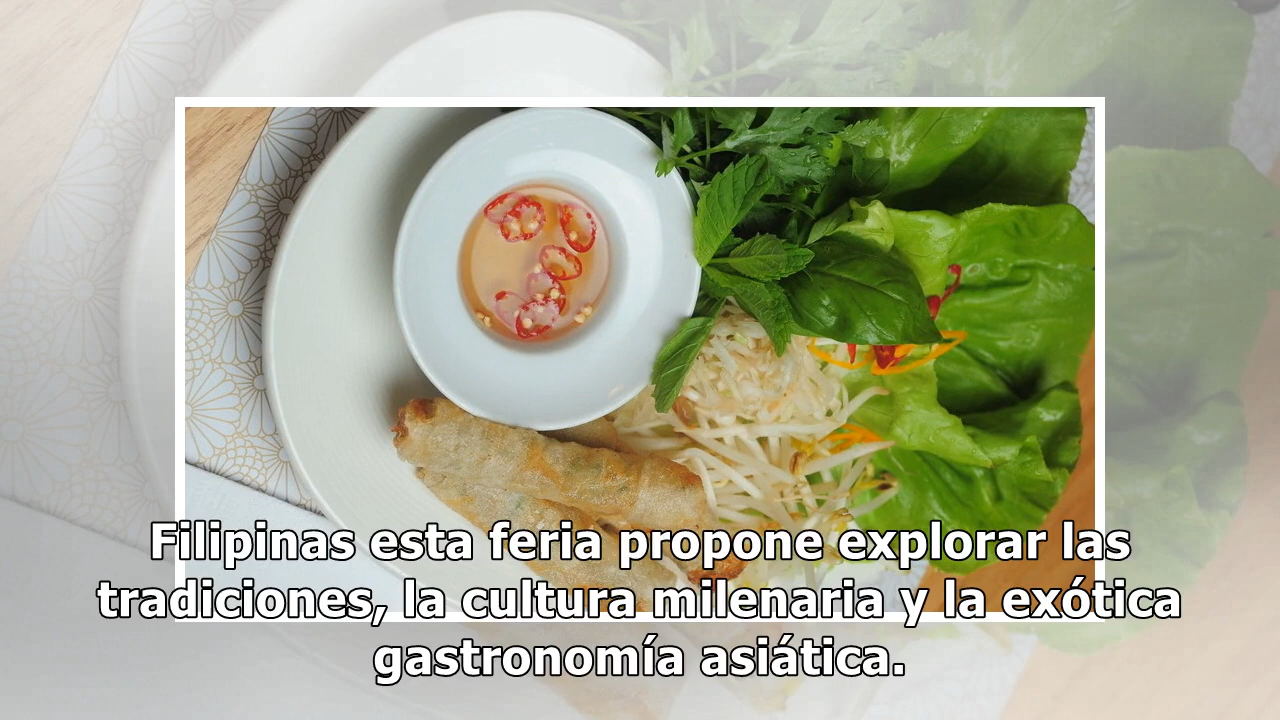 Filipinas esta feria propone explorar las
tradiciones, la cultura milenaria y la exótica
gastronomía asiática.